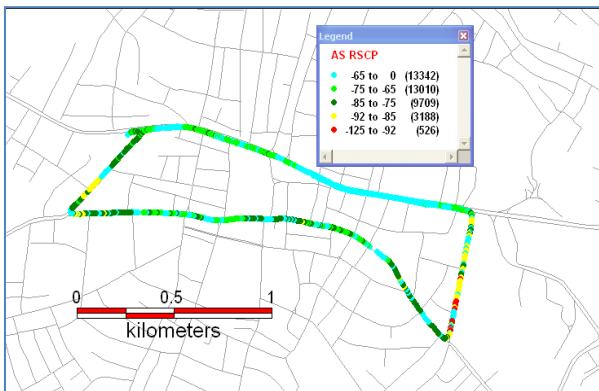 Legend
AS RSCP
-65 to 0 (13342)
-75 to -65 (13010)
-85 to -75 (9709)
-92 to -85 (3188)
-125 to -92 (526)
0 0.5 1
kilometers